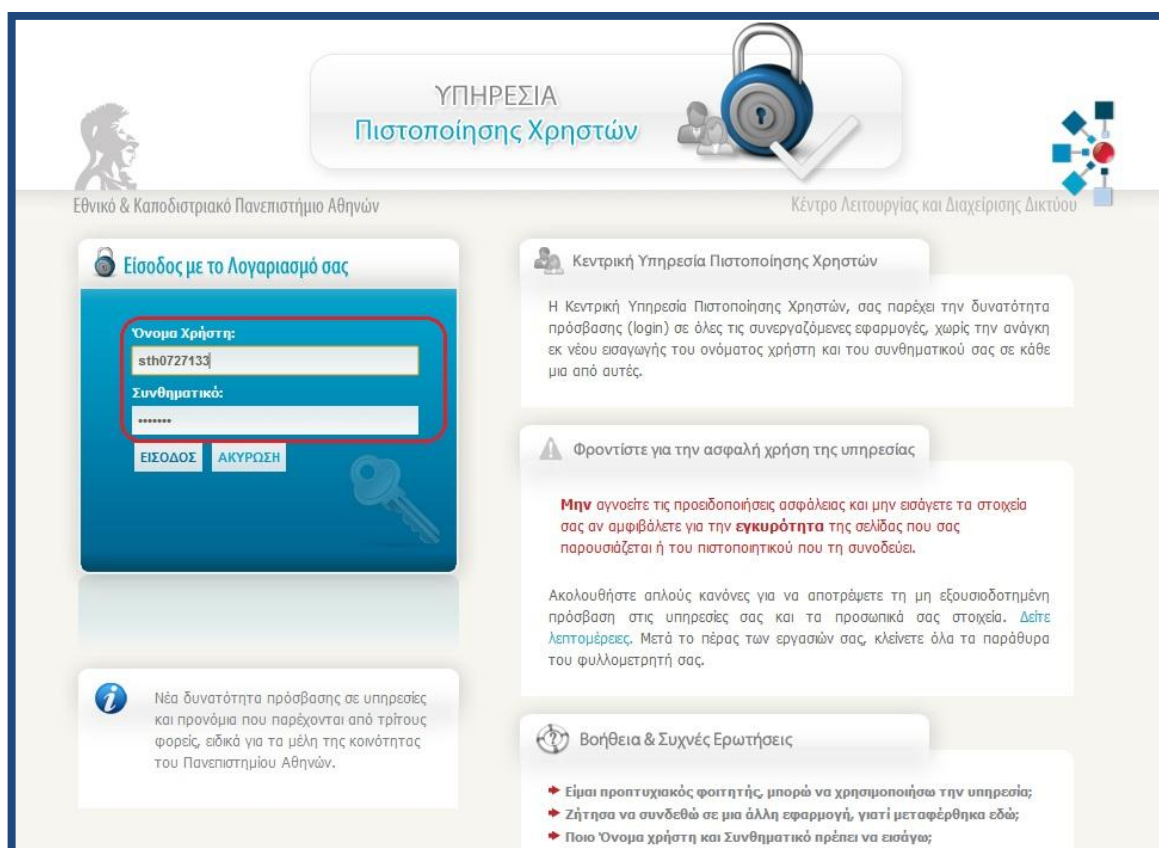 ΥΠΗΡΕΣΙΑ
Πιστοποίησης Χρηστών
Εθνικό & Καποδιστριακό Πανεπιστήμιο Αθηνών
Κέντρο Λειτουργίας και Διαχείρισης Δικτύου
Είσοδος με το Λογαριασμό σας
Όνομα Χρήστη:
sth0727133
Συνθηματικό:
•••••••
ΕΙΣΟΔΟΣ ΑΚΥΡΩΣΗ
Νέα δυνατότητα πρόσβασης σε υπηρεσίες
και προνόμια που παρέχονται από τρίτους
φορείς, ειδικά για τα μέλη της κοινότητας
του Πανεπιστημίου Αθηνών.
Κεντρική Υπηρεσία Πιστοποίησης Χρηστών
Η Κεντρική Υπηρεσία Πιστοποίησης Χρηστών, σας παρέχει την δυνατότητα
πρόσβασης (login) σε όλες τις συνεργαζόμενες εφαρμογές, χωρίς την ανάγκη
εκ νέου εισαγωγής του ονόματος χρήστη και του συνθηματικού σας σε κάθε
μια από αυτές.
Φροντίστε για την ασφαλή χρήση της υπηρεσίας
Μην αγνοείτε τις προειδοποιήσεις ασφάλειας και μην εισάγετε τα στοιχεία
σας αν αμφιβάλετε για την εγκυρότητα της σελίδας που σας
παρουσιάζεται ή του πιστοποιητικού που τη συνοδεύει.
Ακολουθήστε απλούς κανόνες για να αποτρέψετε τη μη εξουσιοδοτημένη
πρόσβαση στις υπηρεσίες σας και τα προσωπικά σας στοιχεία. Δείτε
λεπτομέρειες. Μετά το πέρας των εργασιών σας, κλείνετε όλα τα παράθυρα
του φυλλομετρητή σας.
Βοήθεια & Συχνές Ερωτήσεις
Είμαι προπτυχιακός φοιτητής, μπορώ να χρησιμοποιήσω την υπηρεσία;
Ζήτησα να συνδεθώ σε μια άλλη εφαρμογή, γιατί μεταφέρθηκα εδώ;
Ποιο Όνομα χρήστη και Συνθηματικό πρέπει να εισάγω;